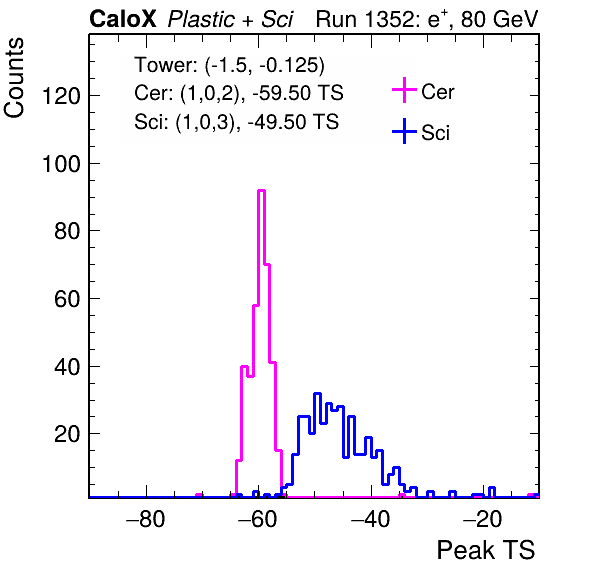 CaloX Plastic + Sci Run 1352: e⁺, 80 GeV
Tower: (-1.5, -0.125)
Cer: (1,0,2), -59.50 TS
Sci: (1,0,3), -49.50 TS
Cer
Sci
Counts
120
100
80
60
40
20
−80 −60 −40 −20
Peak TS